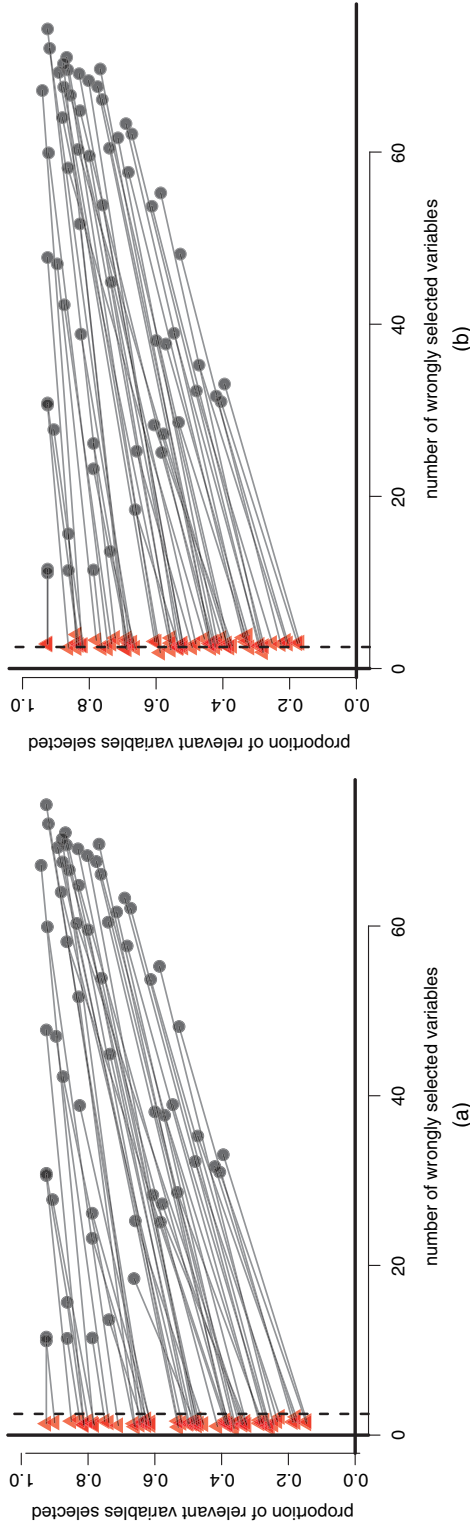 proportion of relevant variables selected
0.0 0.2 0.4 0.6 0.8 1.0
0 20 40 60
number of wrongly selected variables
(a)
proportion of relevant variables selected
0.0 0.2 0.4 0.6 0.8 1.0
0 20 40 60
number of wrongly selected variables
(b)